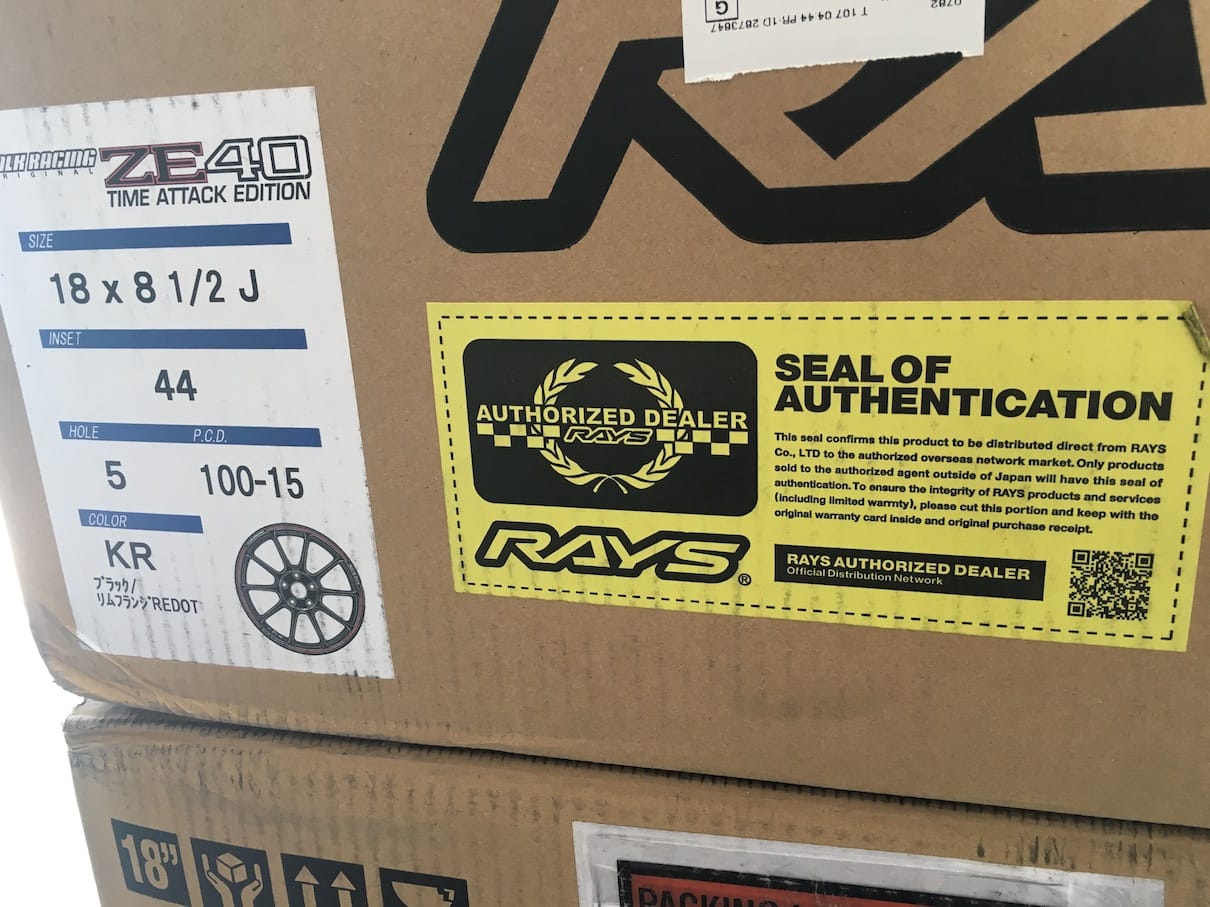 T 107 04.44 PR-1D 2873847
0782
G
ZE40
TIME ATTACK EDITION
SIZE
18 x 8 1/2 J
INSET
44
HOLE P.C.D.
5 100-15
COLOR
KR
ブラック/
リムフランジREDOT
AUTHORIZED DEALER
RAYS
RAYS®
SEAL OF
AUTHENTICATION
This seal confirms this product to be distributed direct from RAYS
Co., LTD to the authorized overseas network market. Only products
sold to the authorized agent outside of Japan will have this seal of
authentication. To ensure the integrity of RAYS products and services
(including limited warrnty), please cut this portion and keep with the
original warranty card inside and original purchase receipt.
RAYS AUTHORIZED DEALER
Official Distribution Network
18”
PACKING